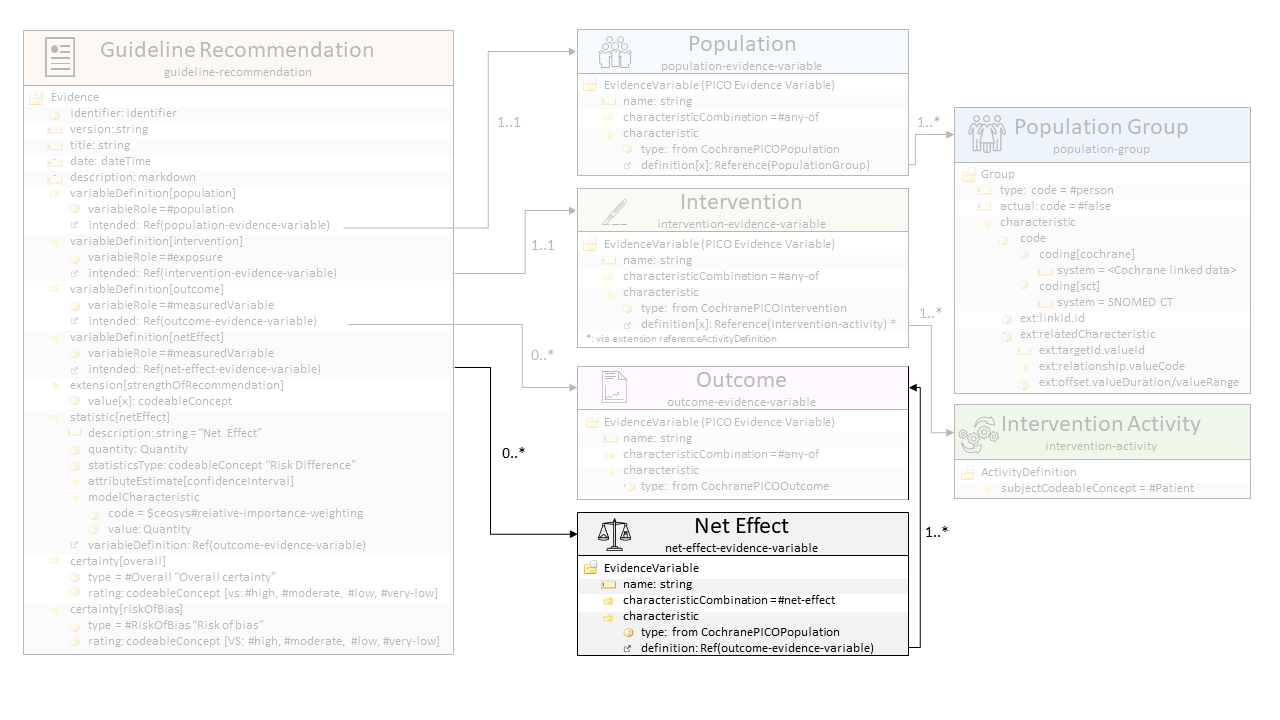 Guideline Recommendation
guideline-recommendation
Evidence
identifier: Identifier
version: string
title: string
date: dateTime
description: markdown
variableDefinition[population]
variableRole =#population
intended: Ref(population-evidence-variable)
variableDefinition[intervention]
variableRole =#exposure
intended: Ref(intervention-evidence-variable)
variableDefinition[outcome]
variableRole =#measuredVariable
intended: Ref(outcome-evidence-variable)
variableDefinition[netEffect]
variableRole =#measuredVariable
intended: Ref(net-effect-evidence-variable)
extension[strengthOfRecommendation]
value[x]: codeableConcept
statistic[netEffect]
description: string = “Net Effect”
quantity: Quantity
statisticsType: codeableConcept “Risk Difference”
attributeEstimate[confidenceInterval]
modelCharacteristic
code = $ceosys#relative-importance-weighting
value: Quantity
variableDefinition: Ref(outcome-evidence-variable)
certainty[overall]
type = #Overall “Overall certainty”
rating: codeableConcept [vs: #high, #moderate, #low, #very-low]
certainty[riskOfBias]
type = #RiskOfBias “Risk of bias”
rating: codeableConcept [VS: #high, #moderate, #low, #very-low]
1..1
1..1
0..*
0..*
Population
population-evidence-variable
EvidenceVariable (PICO Evidence Variable)
name: string
characteristicCombination =#any-of
characteristic
type: from CochranePICOPopulation
definition[x]: Reference(PopulationGroup)
Intervention
intervention-evidence-variable
EvidenceVariable (PICO Evidence Variable)
name: string
characteristicCombination =#any-of
characteristic
type: from CochranePICOIntervention
definition[x]: Reference(intervention-activity) *
*: via extension referenceActivityDefinition
Outcome
outcome-evidence-variable
EvidenceVariable (PICO Evidence Variable)
name: string
characteristicCombination =#any-of
characteristic
type: from CochranePICOOutcome
Net Effect
net-effect-evidence-variable
EvidenceVariable
name: string
characteristicCombination =#net-effect
characteristic
type: from CochranePICOPopulation
definition: Ref(outcome-evidence-variable)
1..*
1..*
1..*
Population Group
population-group
Group
type: code = #person
actual: code = #false
characteristic
code
coding[cochrane]
system = <Cochrane linked data>
coding[sct]
system = SNOMED CT
ext:linkId.id
ext:relatedCharacteristic
ext:targetId.valueId
ext:relationship.valueCode
ext:offset.valueDuration/valueRange
Intervention Activity
intervention-activity
ActivityDefinition
subjectCodeableConcept = #Patient